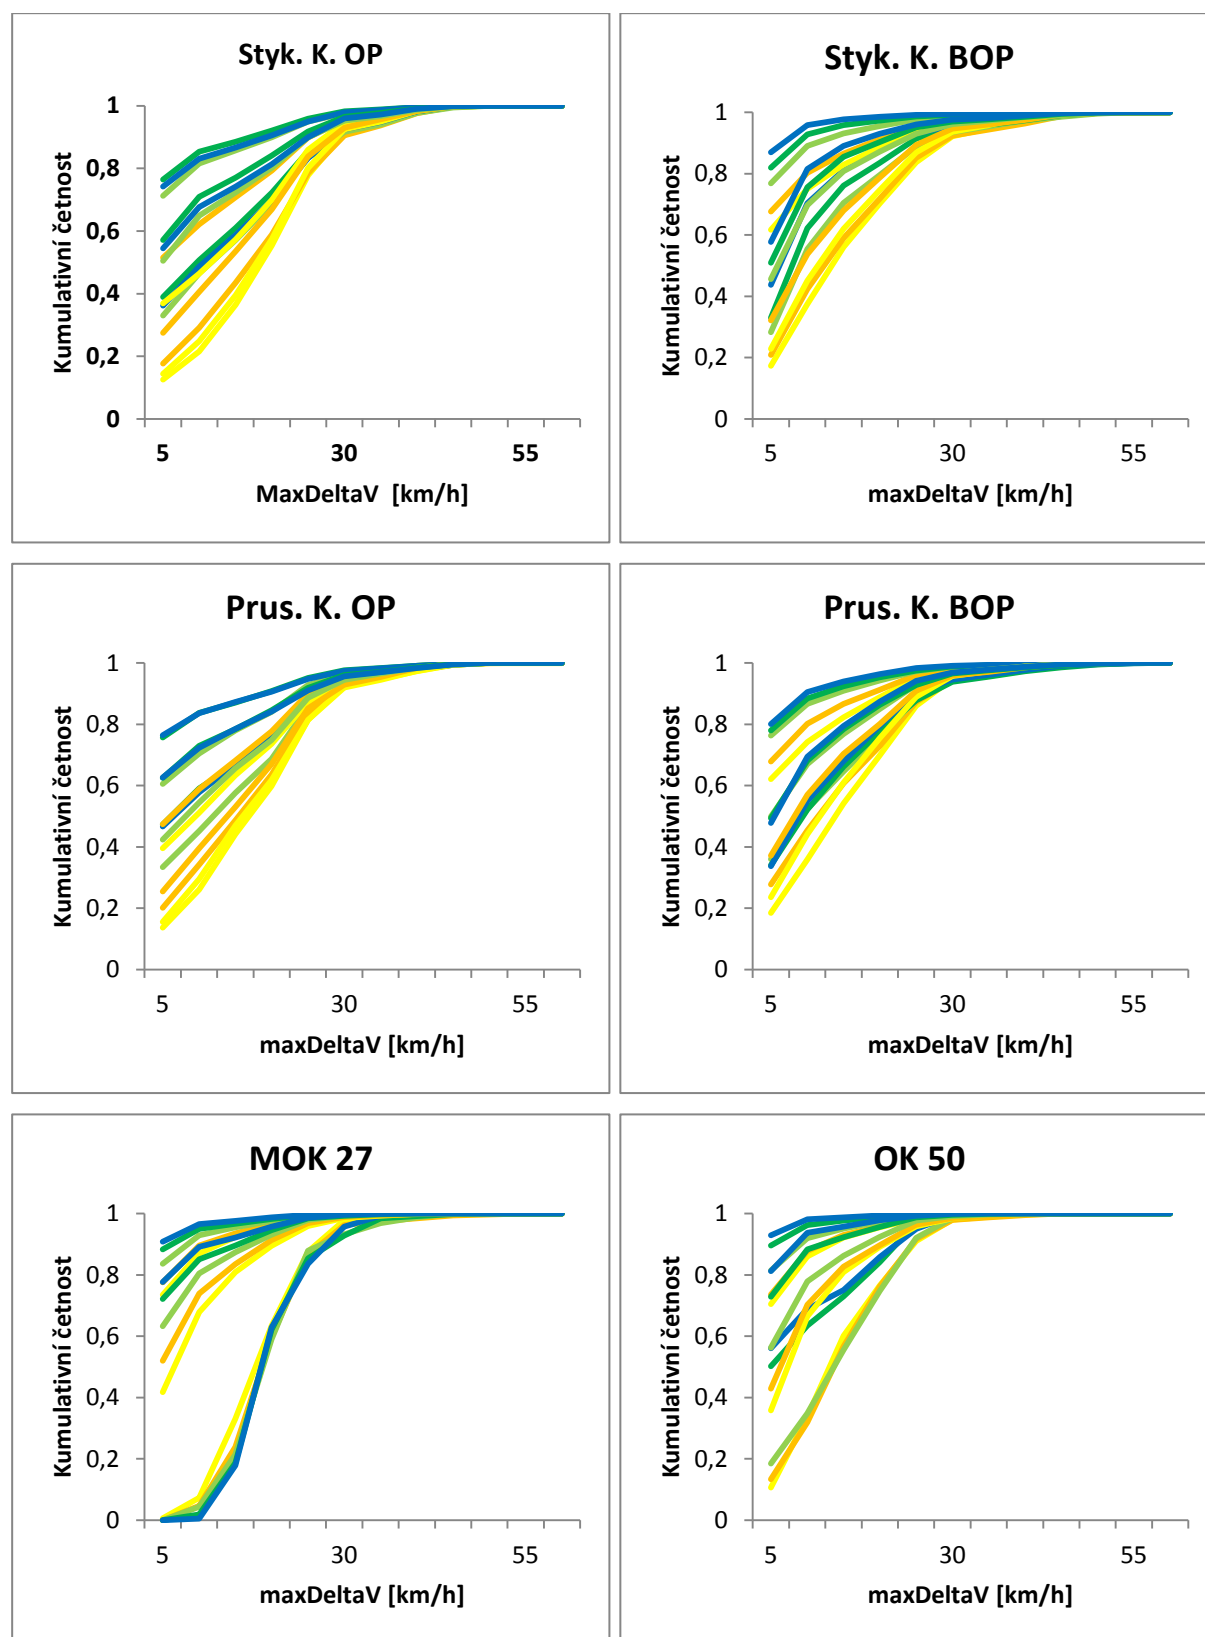 Styk. K. OP
Kumulativní četnost
1
0,8
0,6
0,4
0,2
0
5 30 55
MaxDeltaV [km/h]
Styk. K. BOP
Kumulativní četnost
1
0,8
0,6
0,4
0,2
0
5 30 55
maxDeltaV [km/h]
Prus. K. OP
Kumulativní četnost
1
0,8
0,6
0,4
0,2
0
5 30 55
maxDeltaV [km/h]
Prus. K. BOP
Kumulativní četnost
1
0,8
0,6
0,4
0,2
0
5 30 55
maxDeltaV [km/h]
MOK 27
Kumulativní četnost
1
0,8
0,6
0,4
0,2
0
5 30 55
maxDeltaV [km/h]
OK 50
Kumulativní četnost
1
0,8
0,6
0,4
0,2
0
5 30 55
maxDeltaV [km/h]